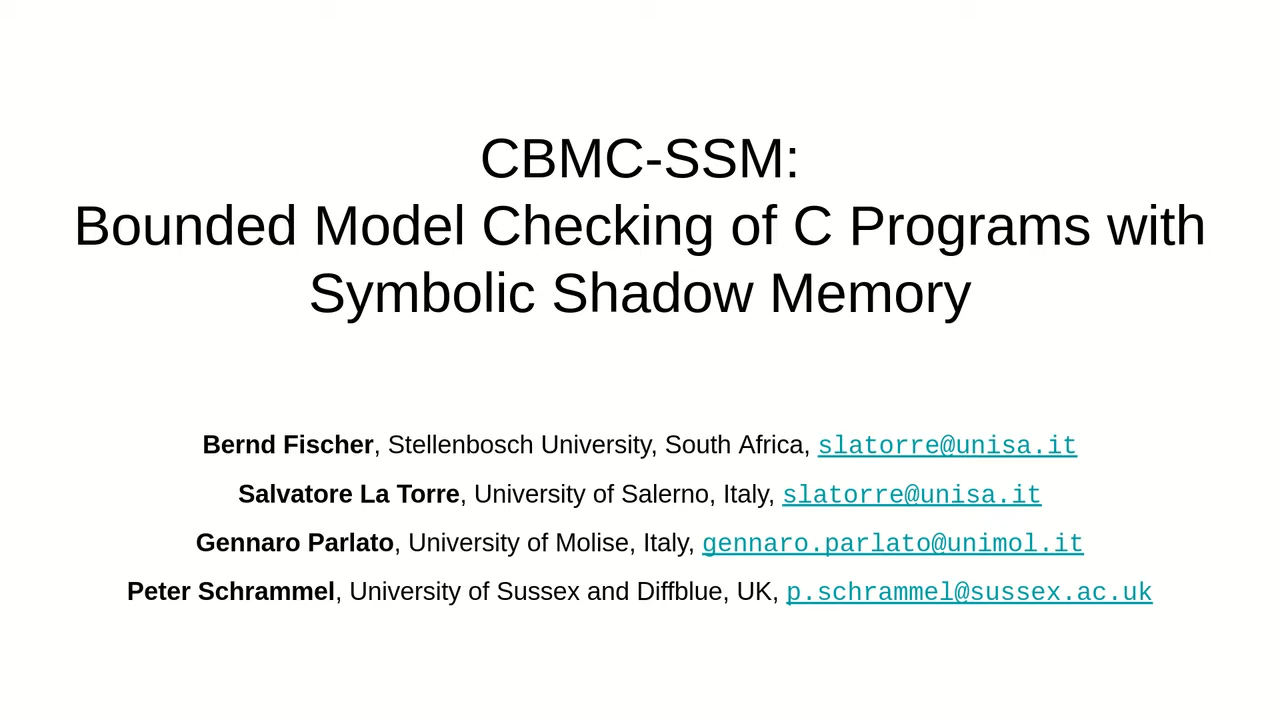 CBMC-SSM:
Bounded Model Checking of C Programs with
Symbolic Shadow Memory
Bernd Fischer, Stellenbosch University, South Africa, slatorre@unisa.it
Salvatore La Torre, University of Salerno, Italy, slatorre@unisa.it
Gennaro Parlato, University of Molise, Italy, gennaro.parlato@unimol.it
Peter Schrammel, University of Sussex and Diffblue, UK, p.schrammel@sussex.ac.uk